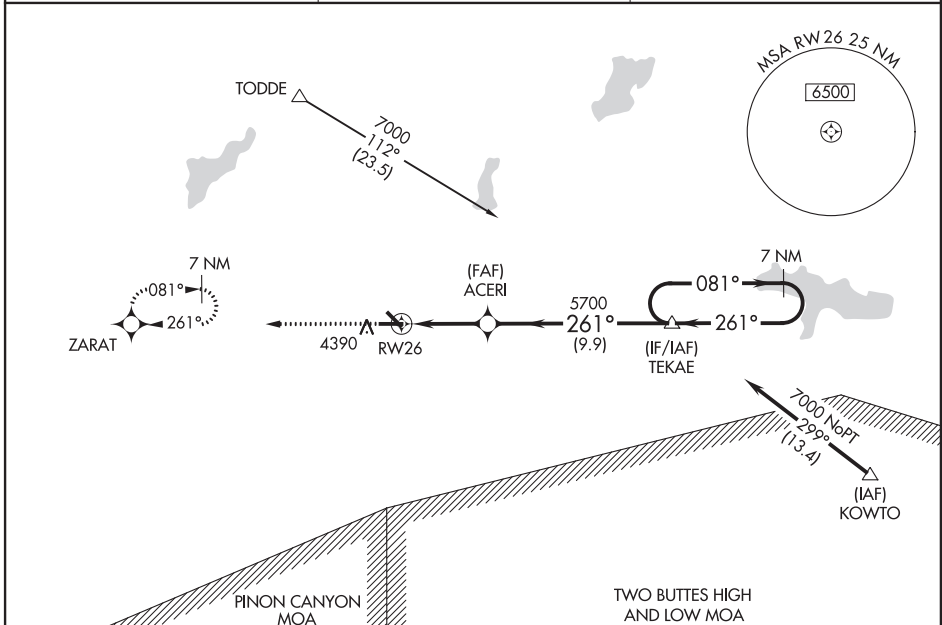 MSA RW26 25 NM
6500
TODDE
7000
112°
(23.5)
7 NM
081°
261°
ZARAT
4390
RW26
(FAF)
ACERI
5700
261°
(9.9)
7 NM
081°
261°
(IF/IAF)
TEKAE
7000 NoPT
299°
(13.4)
(IAF)
KOWTO
PINON CANYON
MOA
TWO BUTTES HIGH
AND LOW MOA